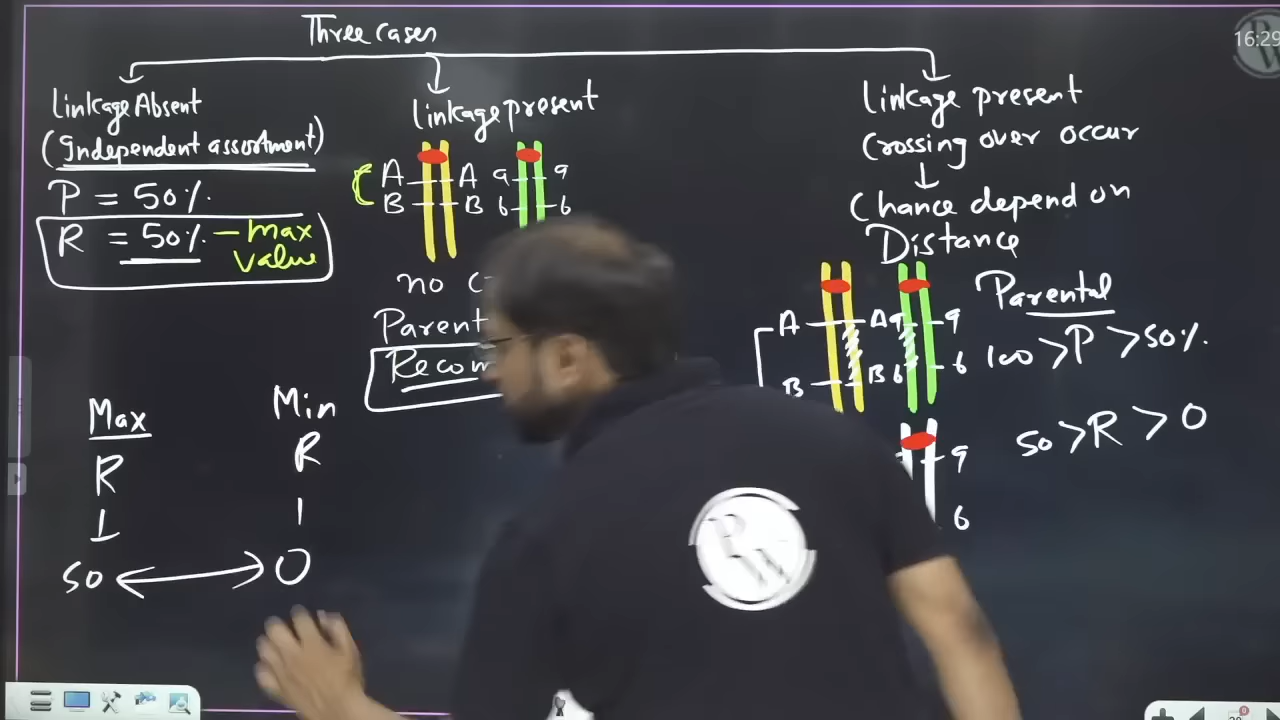 Three cases
Linkage Absent
(Independent assortment)
P = 50%.
R = 50%. - max
value
Linkage present
A A a a
B B b b
no
Parent
Recom
Linkage present
Crossing over occur
Chance depend on
Distance
A A a a
B B b b
Parental
100 > P > 50%.
50 > R > 0
a
b
Max
R
50
Min
R
0
16:29
PW